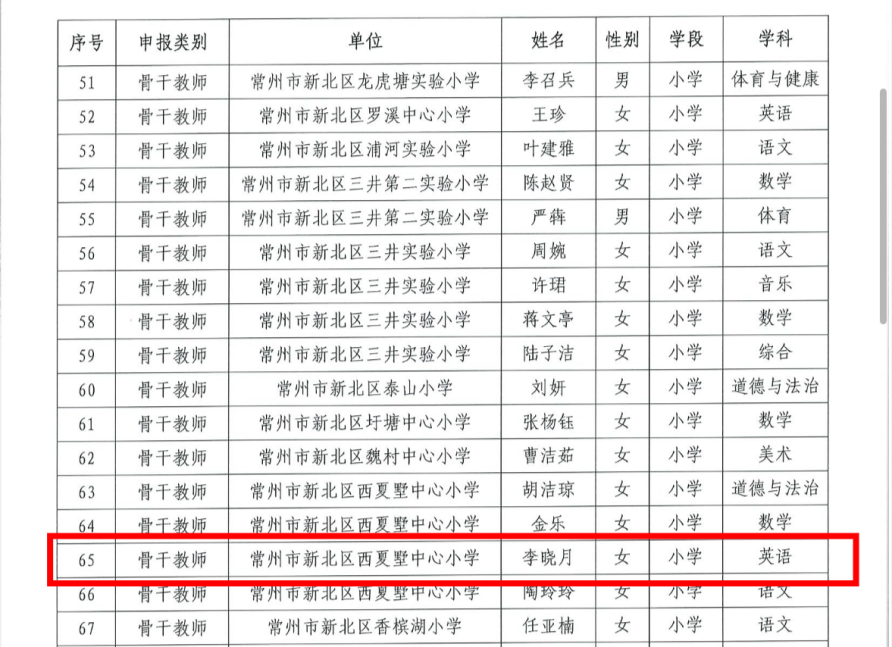 序号 申报类别 单位 姓名 性别 学段 学科
51 骨干教师 常州市新北区龙虎塘实验小学 李召兵 男 小学 体育与健康
52 骨干教师 常州市新北区罗溪中心小学 王珍 女 小学 英语
53 骨干教师 常州市新北区浦河实验小学 叶建雅 女 小学 语文
54 骨干教师 常州市新北区三井第二实验小学 陈赵贤 女 小学 数学
55 骨干教师 常州市新北区三井第二实验小学 严犇 男 小学 体育
56 骨干教师 常州市新北区三井实验小学 周婉 女 小学 语文
57 骨干教师 常州市新北区三井实验小学 许珺 女 小学 音乐
58 骨干教师 常州市新北区三井实验小学 蒋文亭 女 小学 数学
59 骨干教师 常州市新北区三井实验小学 陆子洁 女 小学 综合
60 骨干教师 常州市新北区泰山小学 刘妍 女 小学 道德与法治
61 骨干教师 常州市新北区圩塘中心小学 张杨钰 女 小学 数学
62 骨干教师 常州市新北区魏村中心小学 曹洁茹 女 小学 美术
63 骨干教师 常州市新北区西夏墅中心小学 胡洁琼 女 小学 道德与法治
64 骨干教师 常州市新北区西夏墅中心小学 金乐 女 小学 数学
65 骨干教师 常州市新北区西夏墅中心小学 李晓月 女 小学 英语
66 骨干教师 常州市新北区西夏墅中心小学 陶玲玲 女 小学 语文
67 骨干教师 常州市新北区香槟湖小学 任亚楠 女 小学 语文